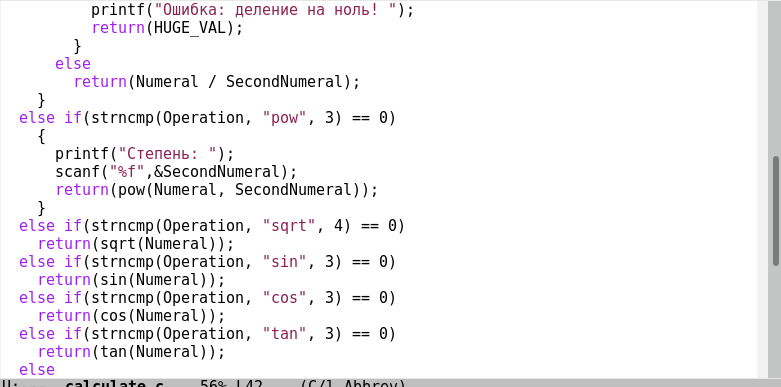 printf("Ошибка: деление на ноль! ");
return(HUGE_VAL);
}
else
return(Numeral / SecondNumeral);
}
else if(strncmp(Operation, "pow", 3) == 0)
{
printf("Степень: ");
scanf("%f",&SecondNumeral);
return(pow(Numeral, SecondNumeral));
}
else if(strncmp(Operation, "sqrt", 4) == 0)
return(sqrt(Numeral));
else if(strncmp(Operation, "sin", 3) == 0)
return(sin(Numeral));
else if(strncmp(Operation, "cos", 3) == 0)
return(cos(Numeral));
else if(strncmp(Operation, "tan", 3) == 0)
return(tan(Numeral));
else
U:--- calculate.c 56% L42 (C/l Abbrev)